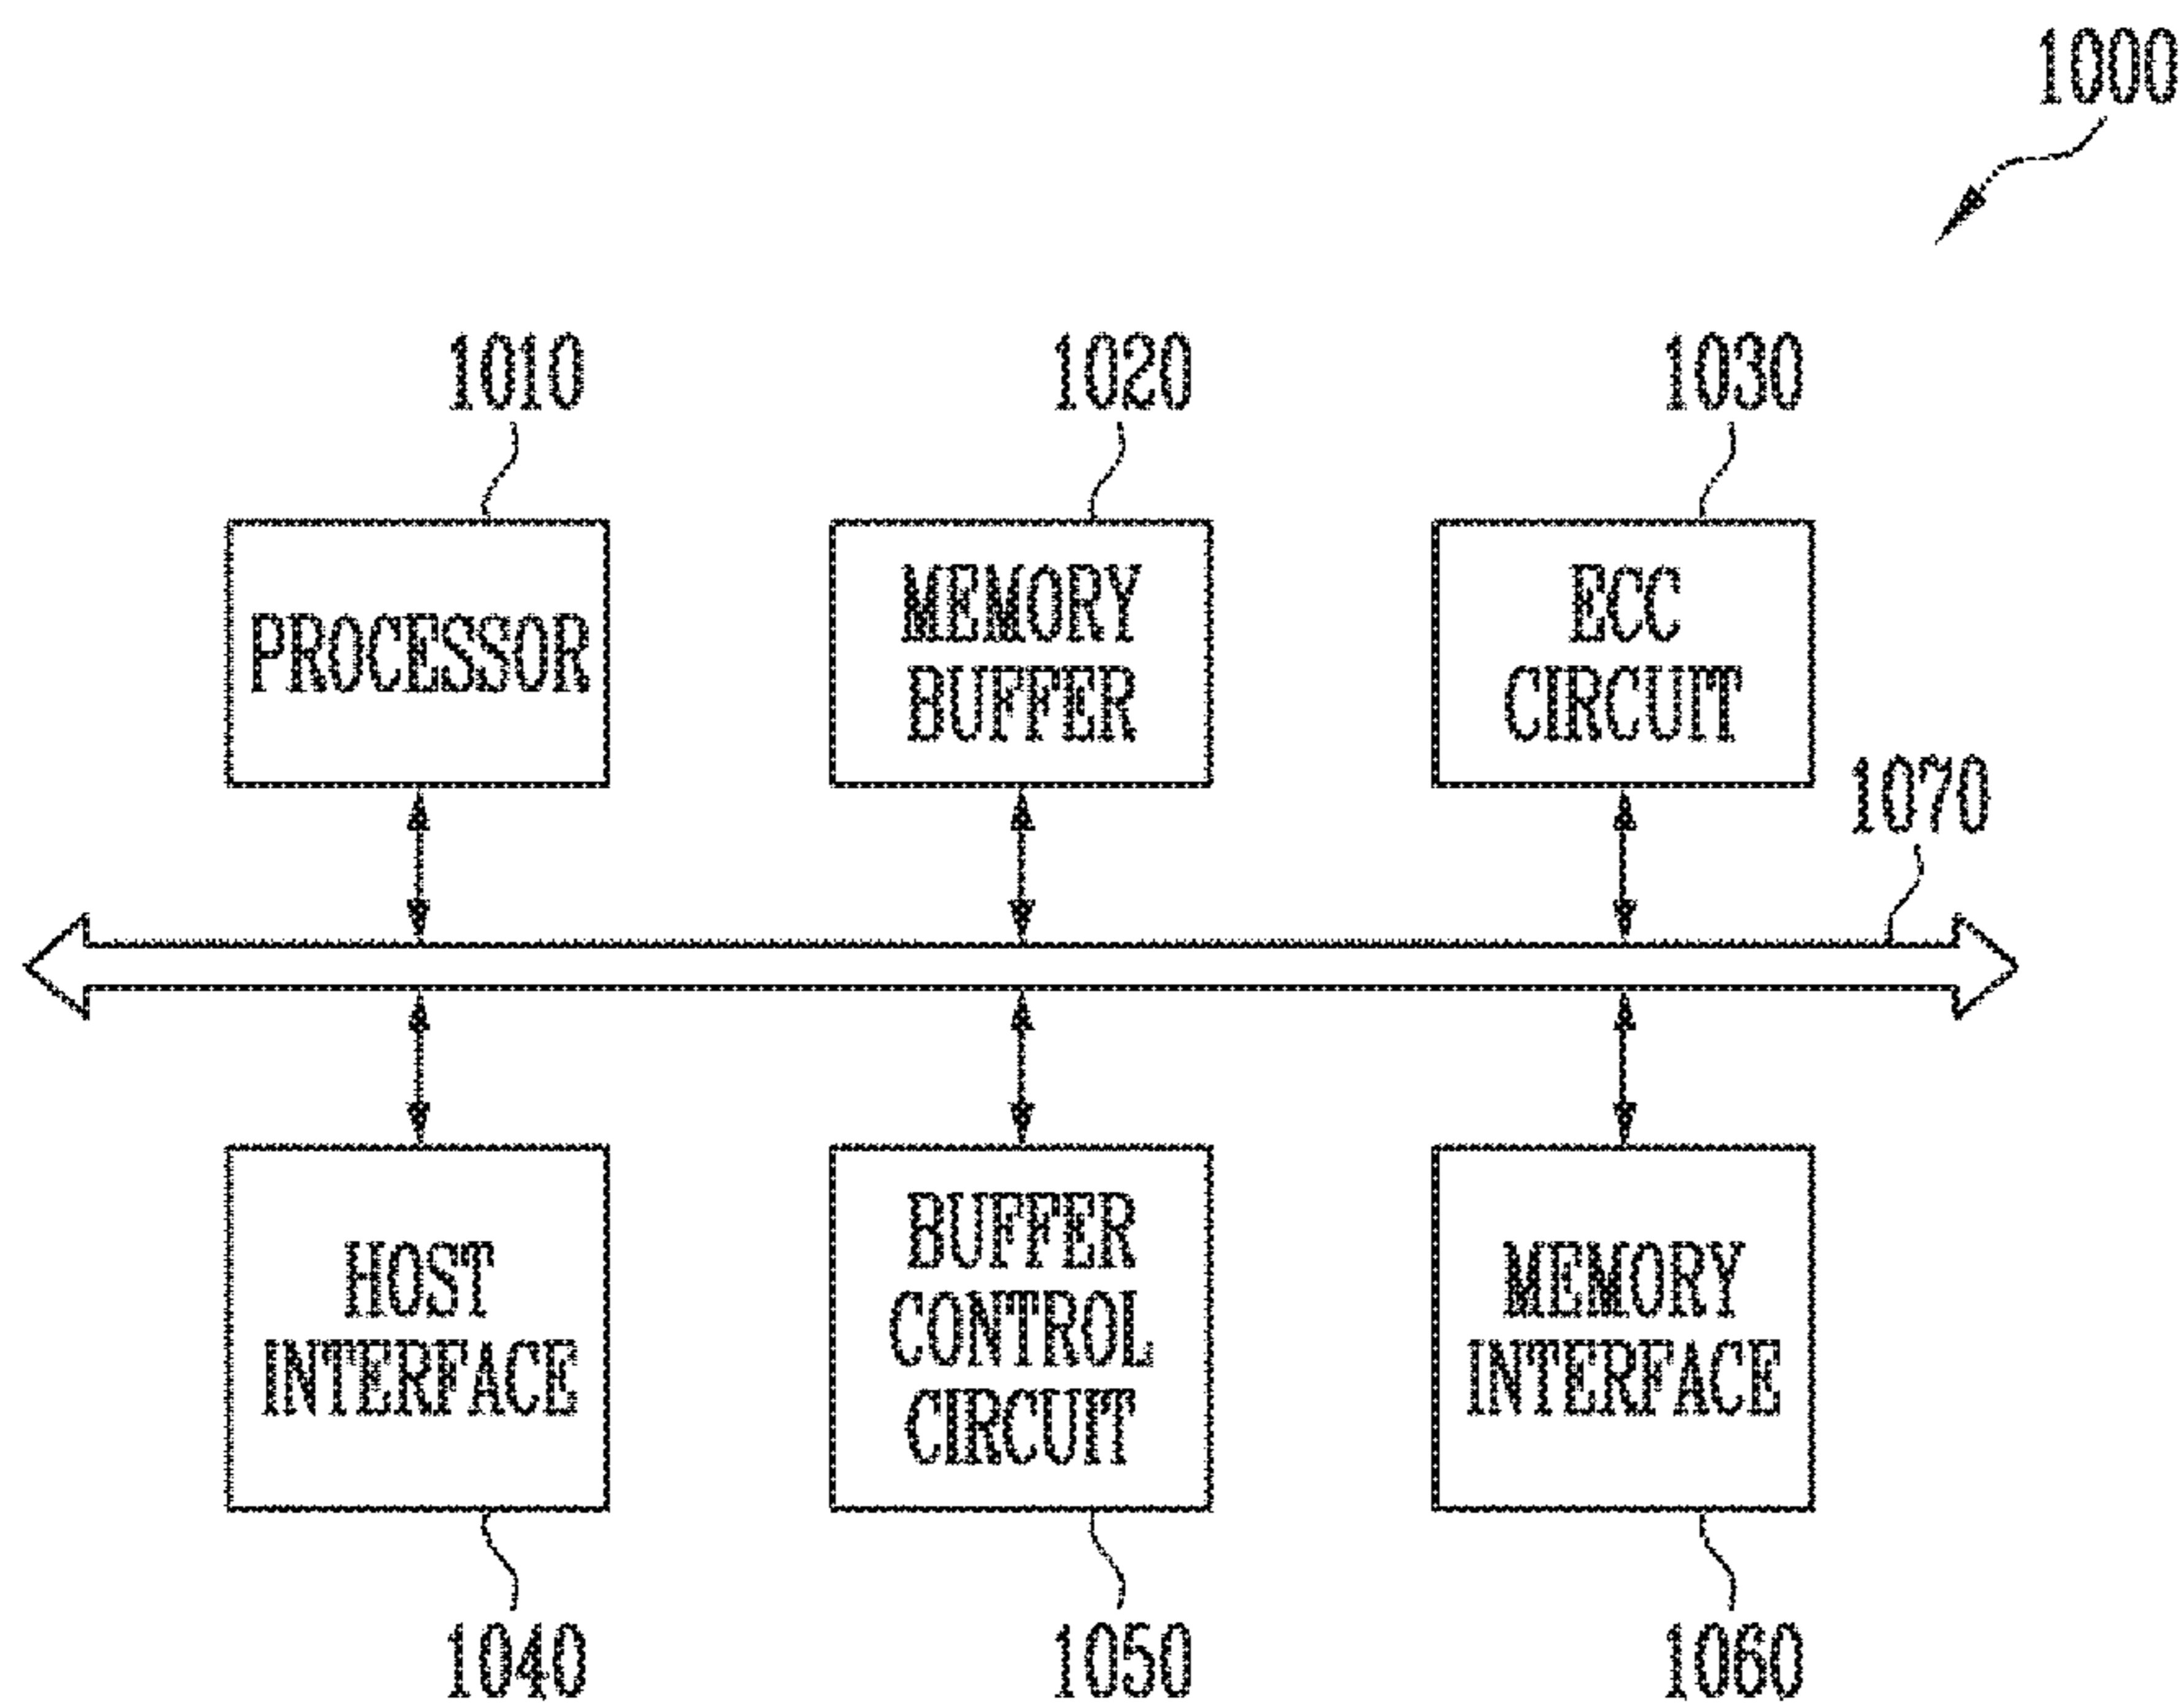 1000
1010
1020
1030
PROCESSOR
MEMORY
BUFFER
ECC
CIRCUIT
1070
HOST
INTERFACE
BUFFER
CONTROL
CIRCUIT
MEMORY
INTERFACE
1040
1050
1060